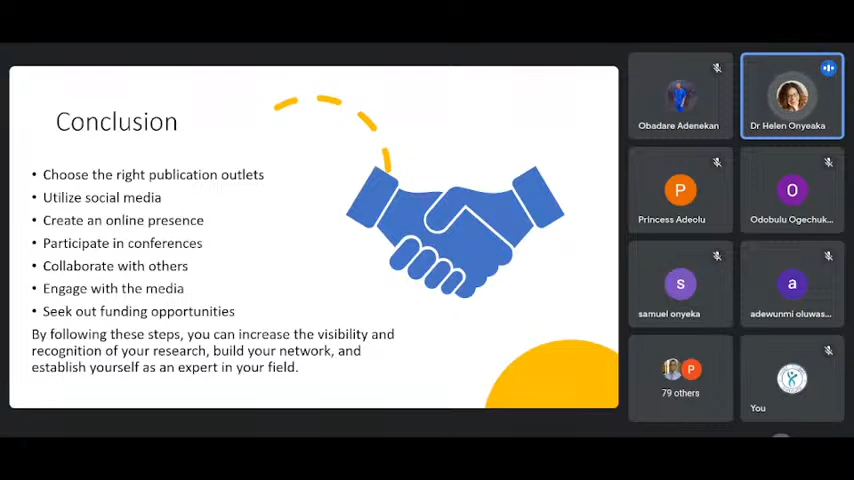 Conclusion
• Choose the right publication outlets
• Utilize social media
• Create an online presence
• Participate in conferences
• Collaborate with others
• Engage with the media
• Seek out funding opportunities
By following these steps, you can increase the visibility and
recognition of your research, build your network, and
establish yourself as an expert in your field.
Obadare Adenekan
Dr Helen Onyeaka
P
Princess Adeolu
O
Odobulu Ogechuk...
s
samuel onyeka
a
adewunmi oluwas...
P
79 others
You